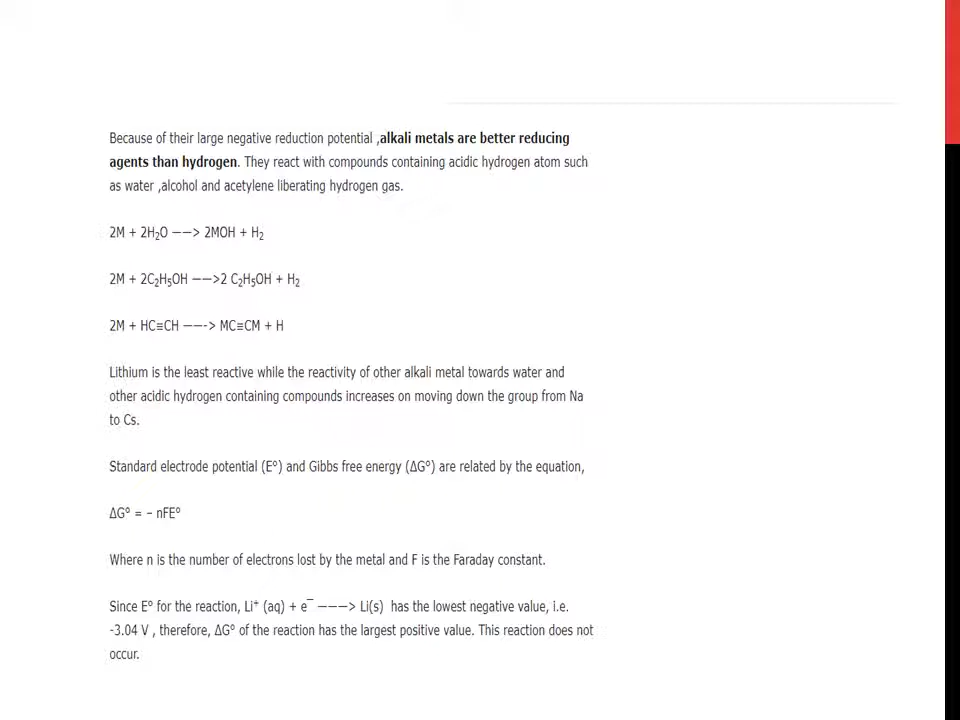 Because of their large negative reduction potential ,alkali metals are better reducing
agents than hydrogen. They react with compounds containing acidic hydrogen atom such
as water ,alcohol and acetylene liberating hydrogen gas.
2M + 2H₂O ——> 2MOH + H₂
2M + 2C₂H₅OH ——>2 C₂H₅OH + H₂
2M + HC≡CH ——-> MC≡CM + H
Lithium is the least reactive while the reactivity of other alkali metal towards water and
other acidic hydrogen containing compounds increases on moving down the group from Na
to Cs.
Standard electrode potential (Eº) and Gibbs free energy (ΔGº) are related by the equation,
ΔGº = – nFEº
Where n is the number of electrons lost by the metal and F is the Faraday constant.
Since Eº for the reaction, Li⁺ (aq) + e¯ ———> Li(s) has the lowest negative value, i.e.
-3.04 V , therefore, ΔGº of the reaction has the largest positive value. This reaction does not
occur.